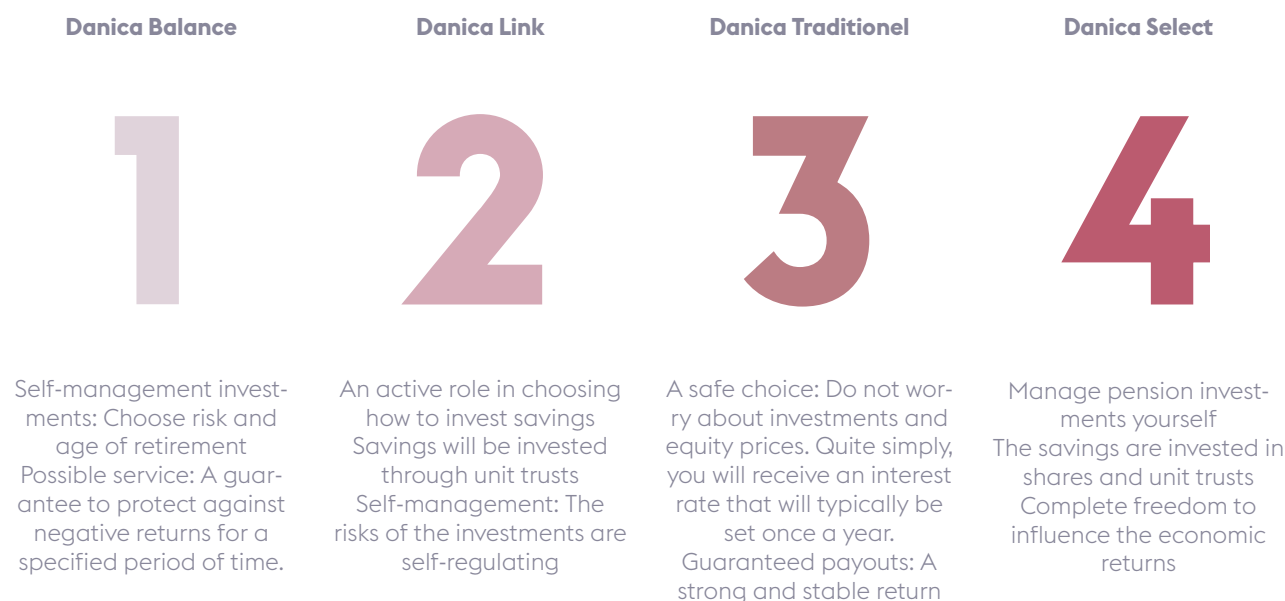 Danica Balance
1
Self-management invest-
ments: Choose risk and
age of retirement
Possible service: A guar-
antee to protect against
negative returns for a
specified period of time.
Danica Link
2
An active role in choosing
how to invest savings
Savings will be invested
through unit trusts
Self-management: The
risks of the investments are
self-regulating
Danica Traditionel
3
A safe choice: Do not wor-
ry about investments and
equity prices. Quite simply,
you will receive an interest
rate that will typically be
set once a year.
Guaranteed payouts: A
strong and stable return
Danica Select
4
Manage pension invest-
ments yourself
The savings are invested in
shares and unit trusts
Complete freedom to
influence the economic
returns